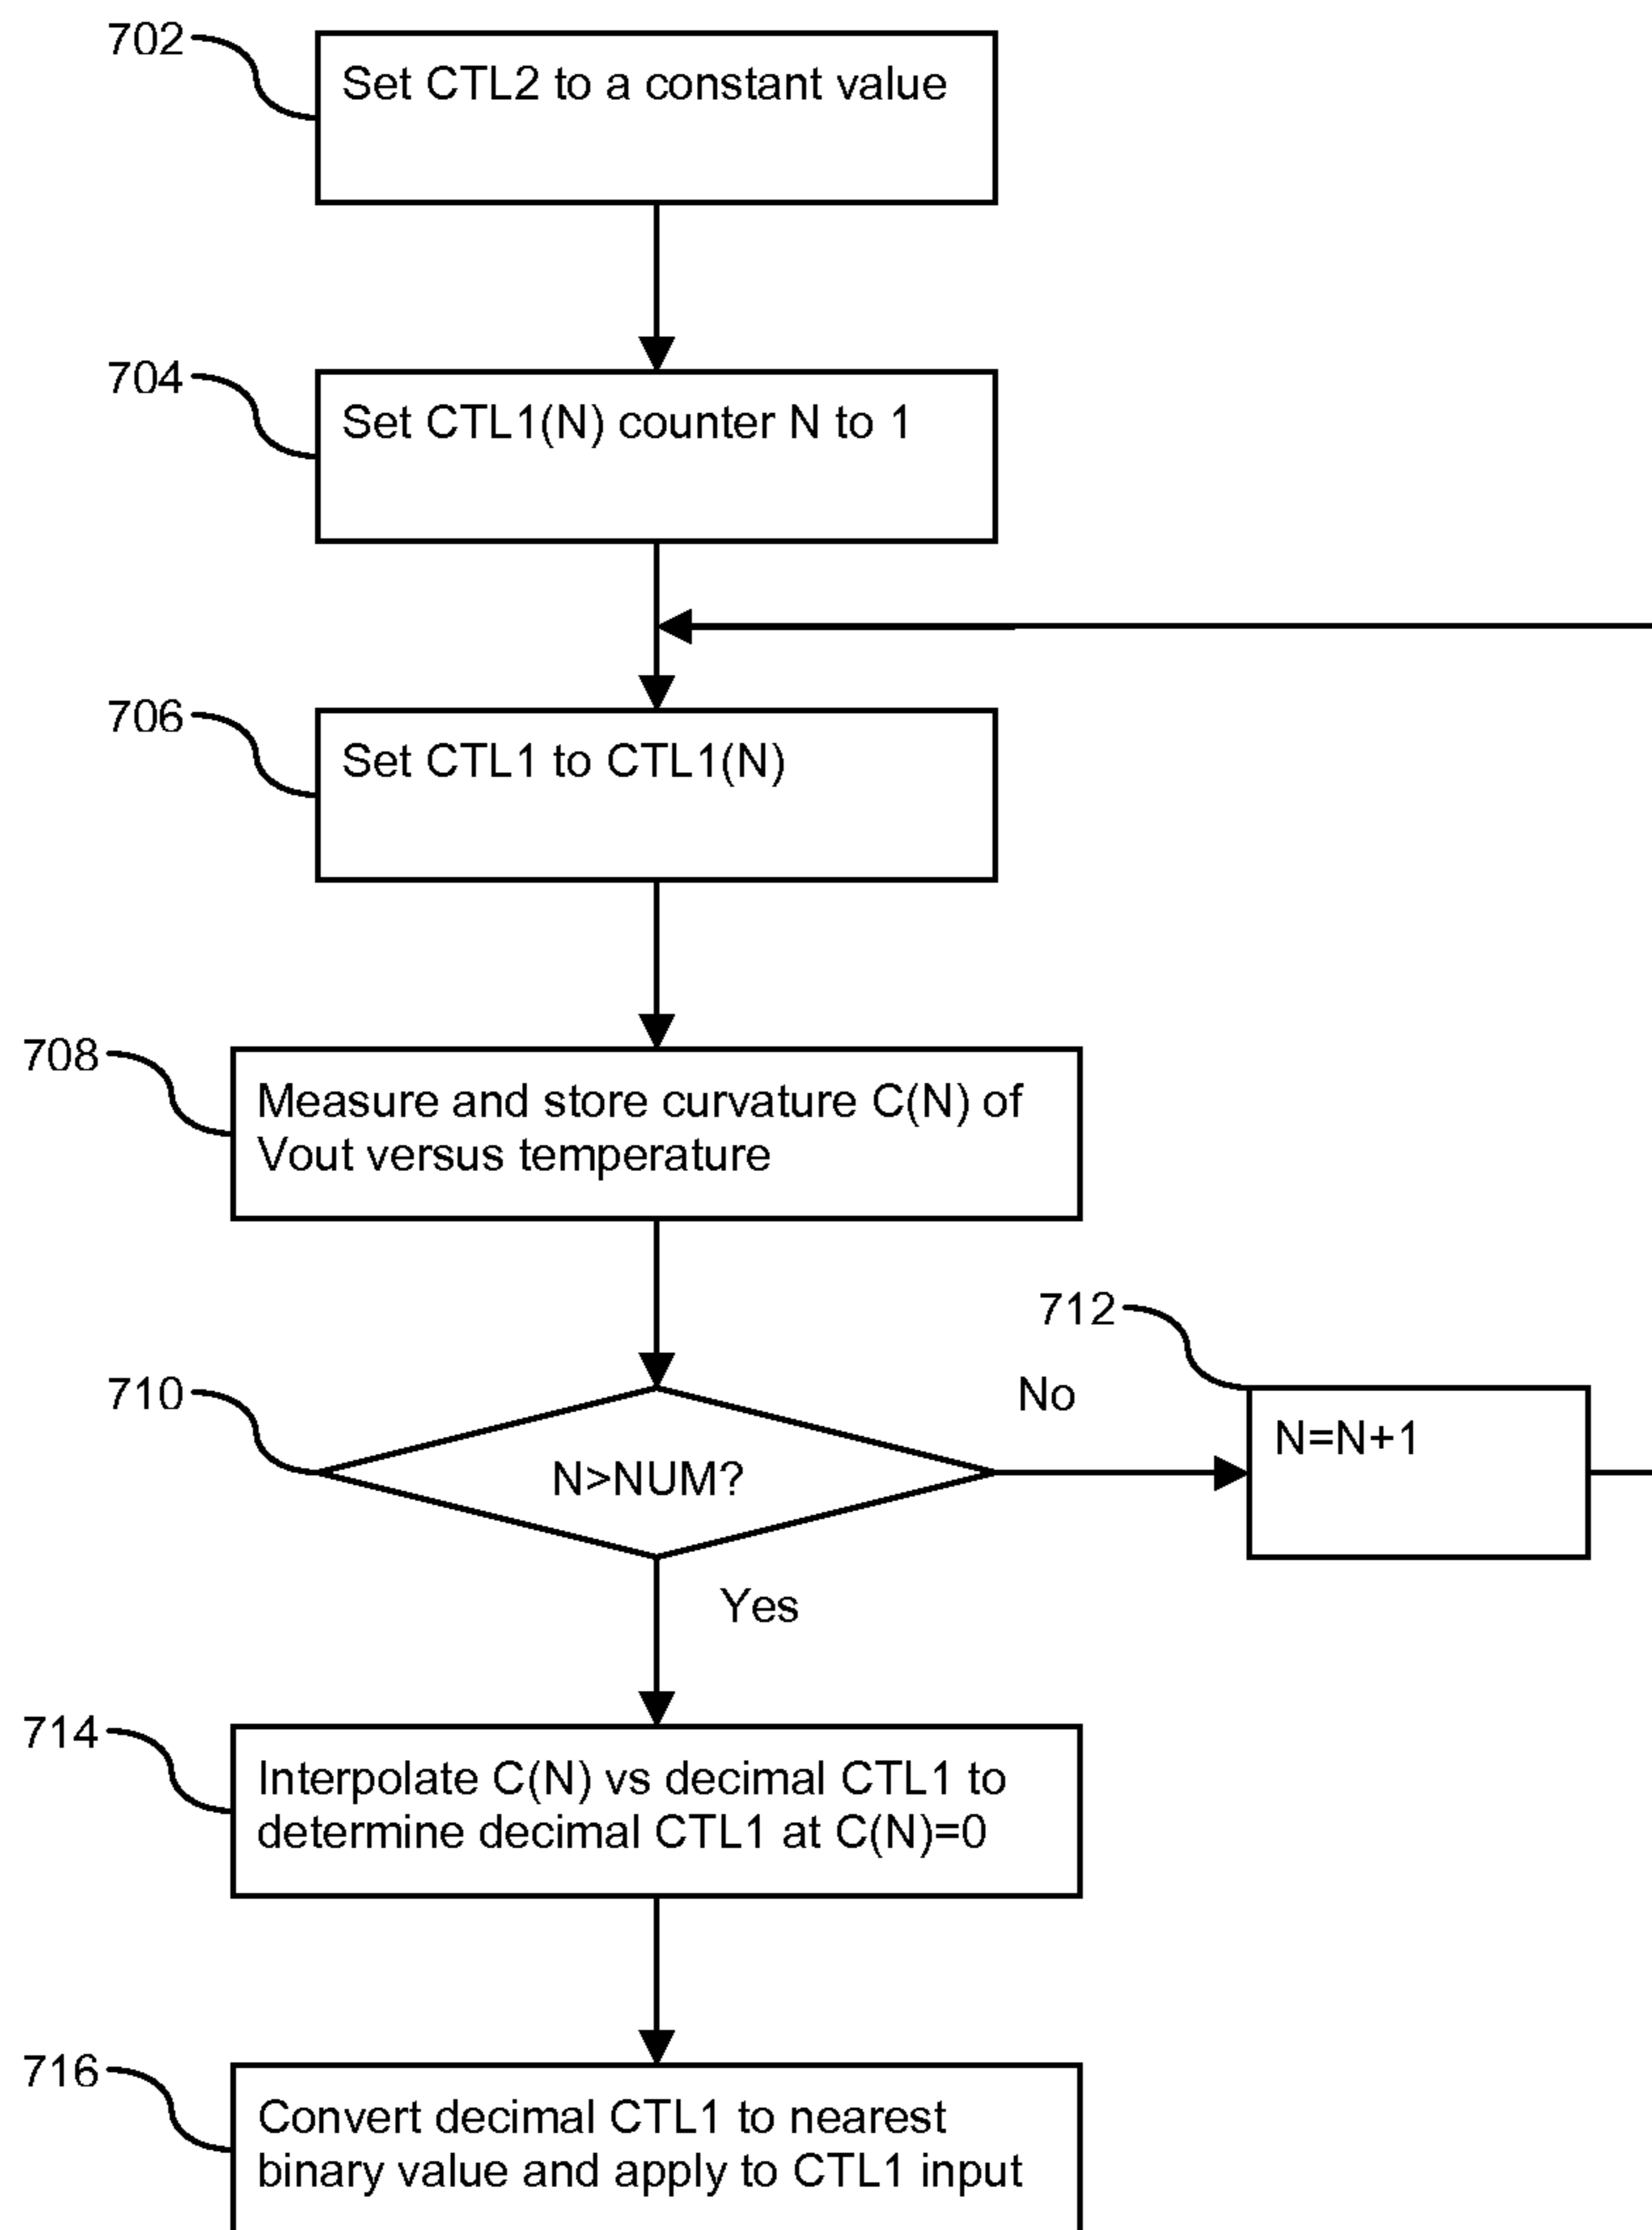 702
Set CTL2 to a constant value
704
Set CTL1(N) counter N to 1
706
Set CTL1 to CTL1(N)
708
Measure and store curvature C(N) of
Vout versus temperature
712
710
No
N=N+1
N>NUM?
Yes
714
Interpolate C(N) vs decimal CTL1 to
determine decimal CTL1 at C(N)=0
716
Convert decimal CTL1 to nearest
binary value and apply to CTL1 input